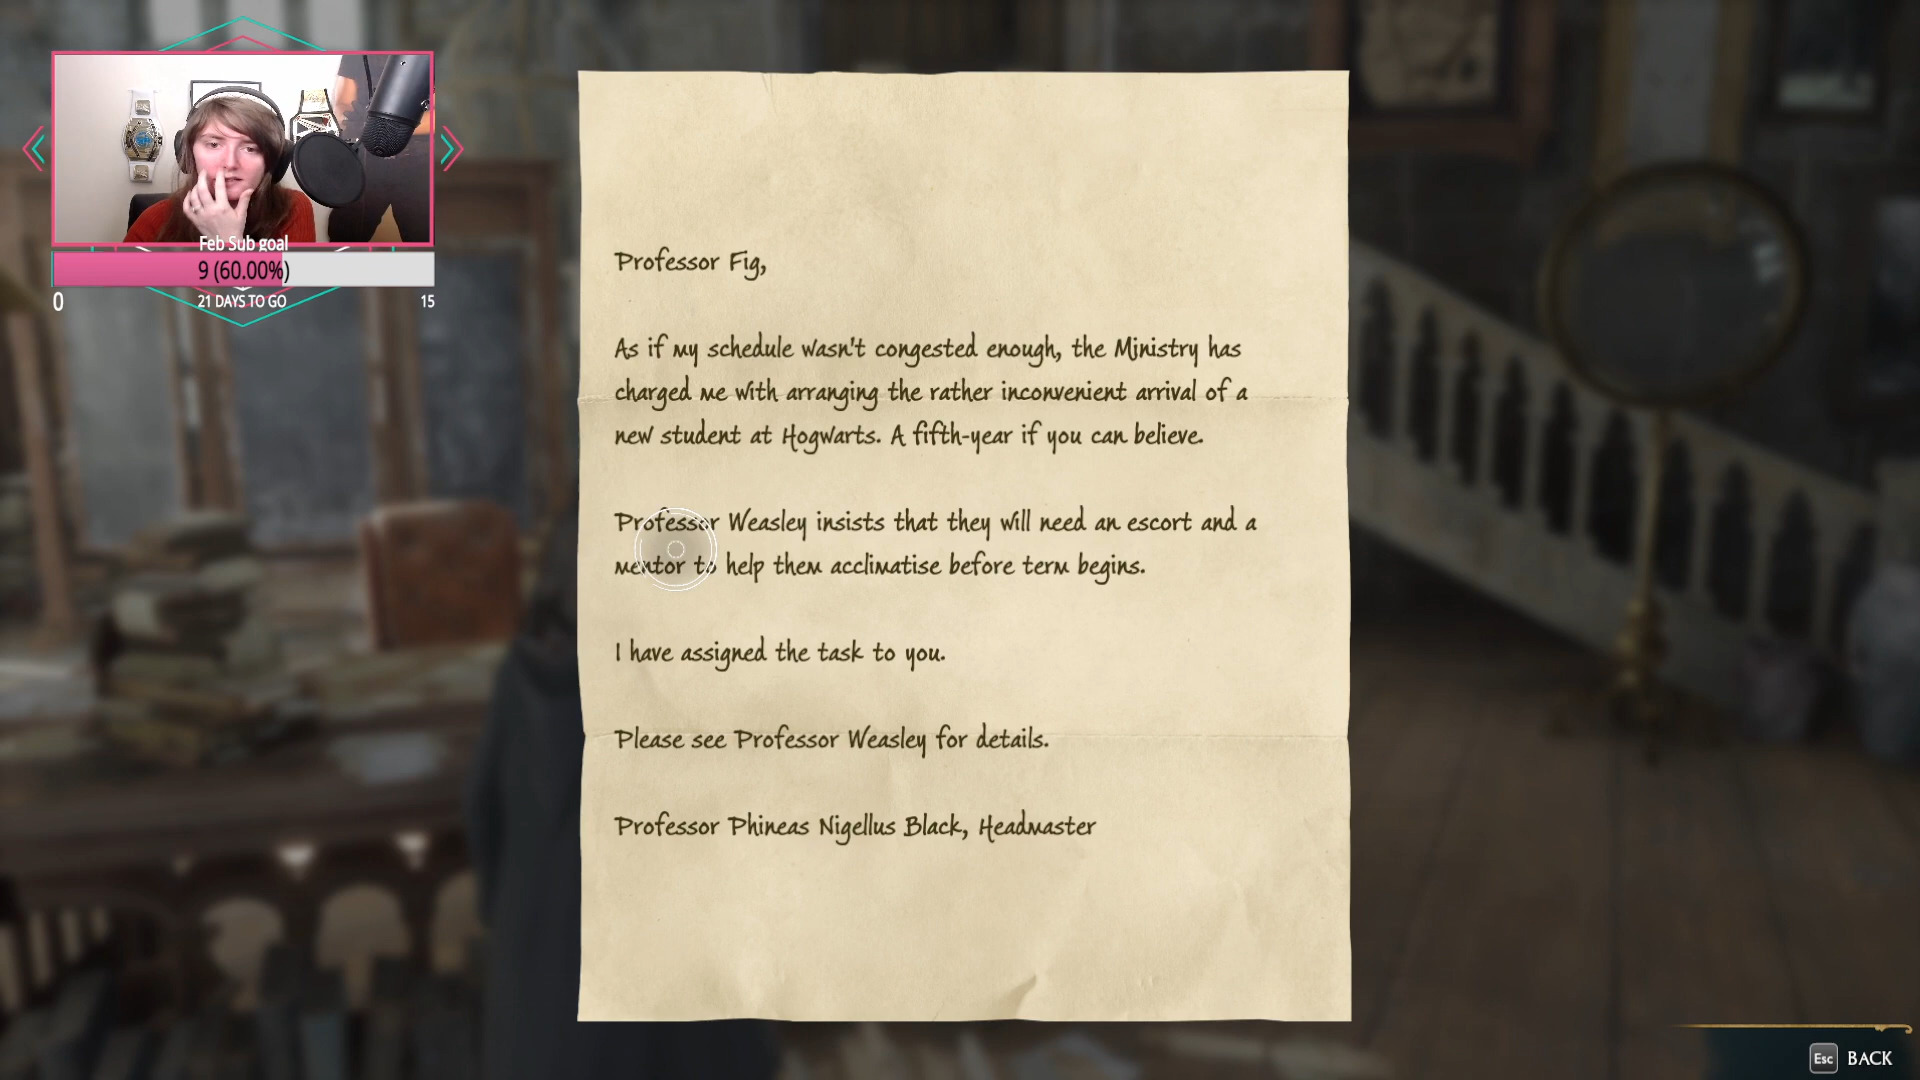 Feb Sub goal
9 (60.00%)
0
21 DAYS TO GO
15
Professor Fig,
As if my schedule wasn't congested enough, the Ministry has
charged me with arranging the rather inconvenient arrival of a
new student at Hogwarts. A fifth-year if you can believe.
Professor Weasley insists that they will need an escort and a
mentor to help them acclimatise before term begins.
I have assigned the task to you.
Please see Professor Weasley for details.
Professor Phineas Nigellus Black, Headmaster
Esc BACK